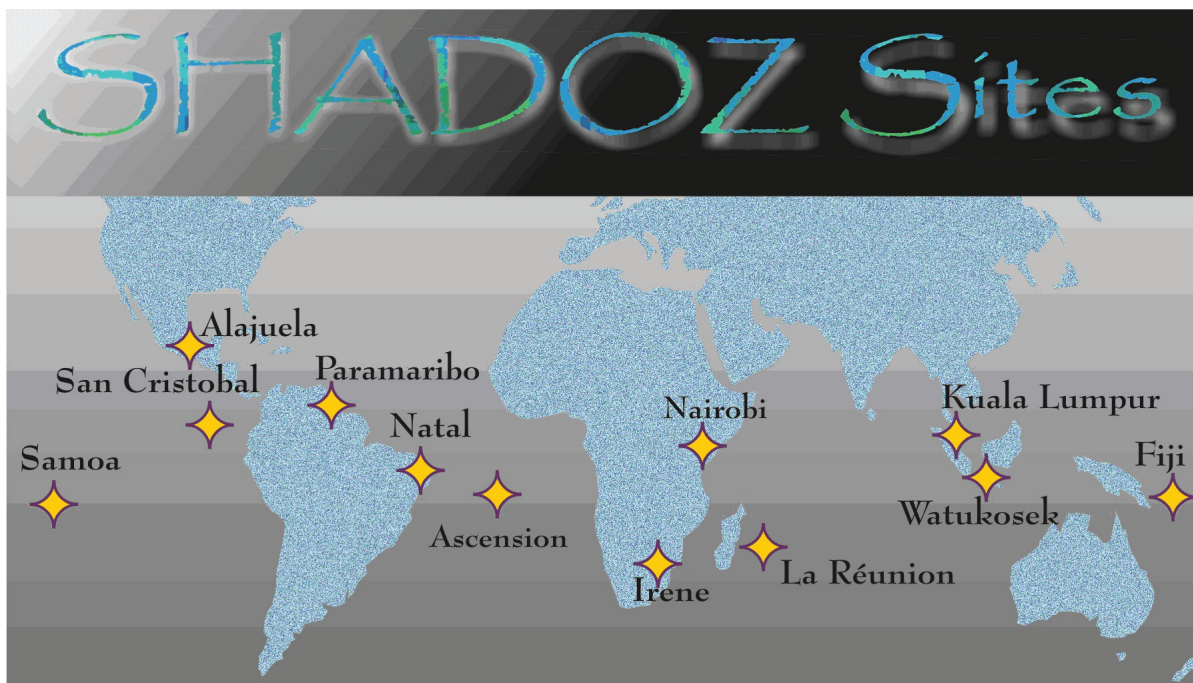 SHADOZ Sites
Alajuela
San Cristobal
Paramaribo
Natal
Samoa
Ascension
Nairobi
Irene
La Réunion
Kuala Lumpur
Watukosek
Fiji